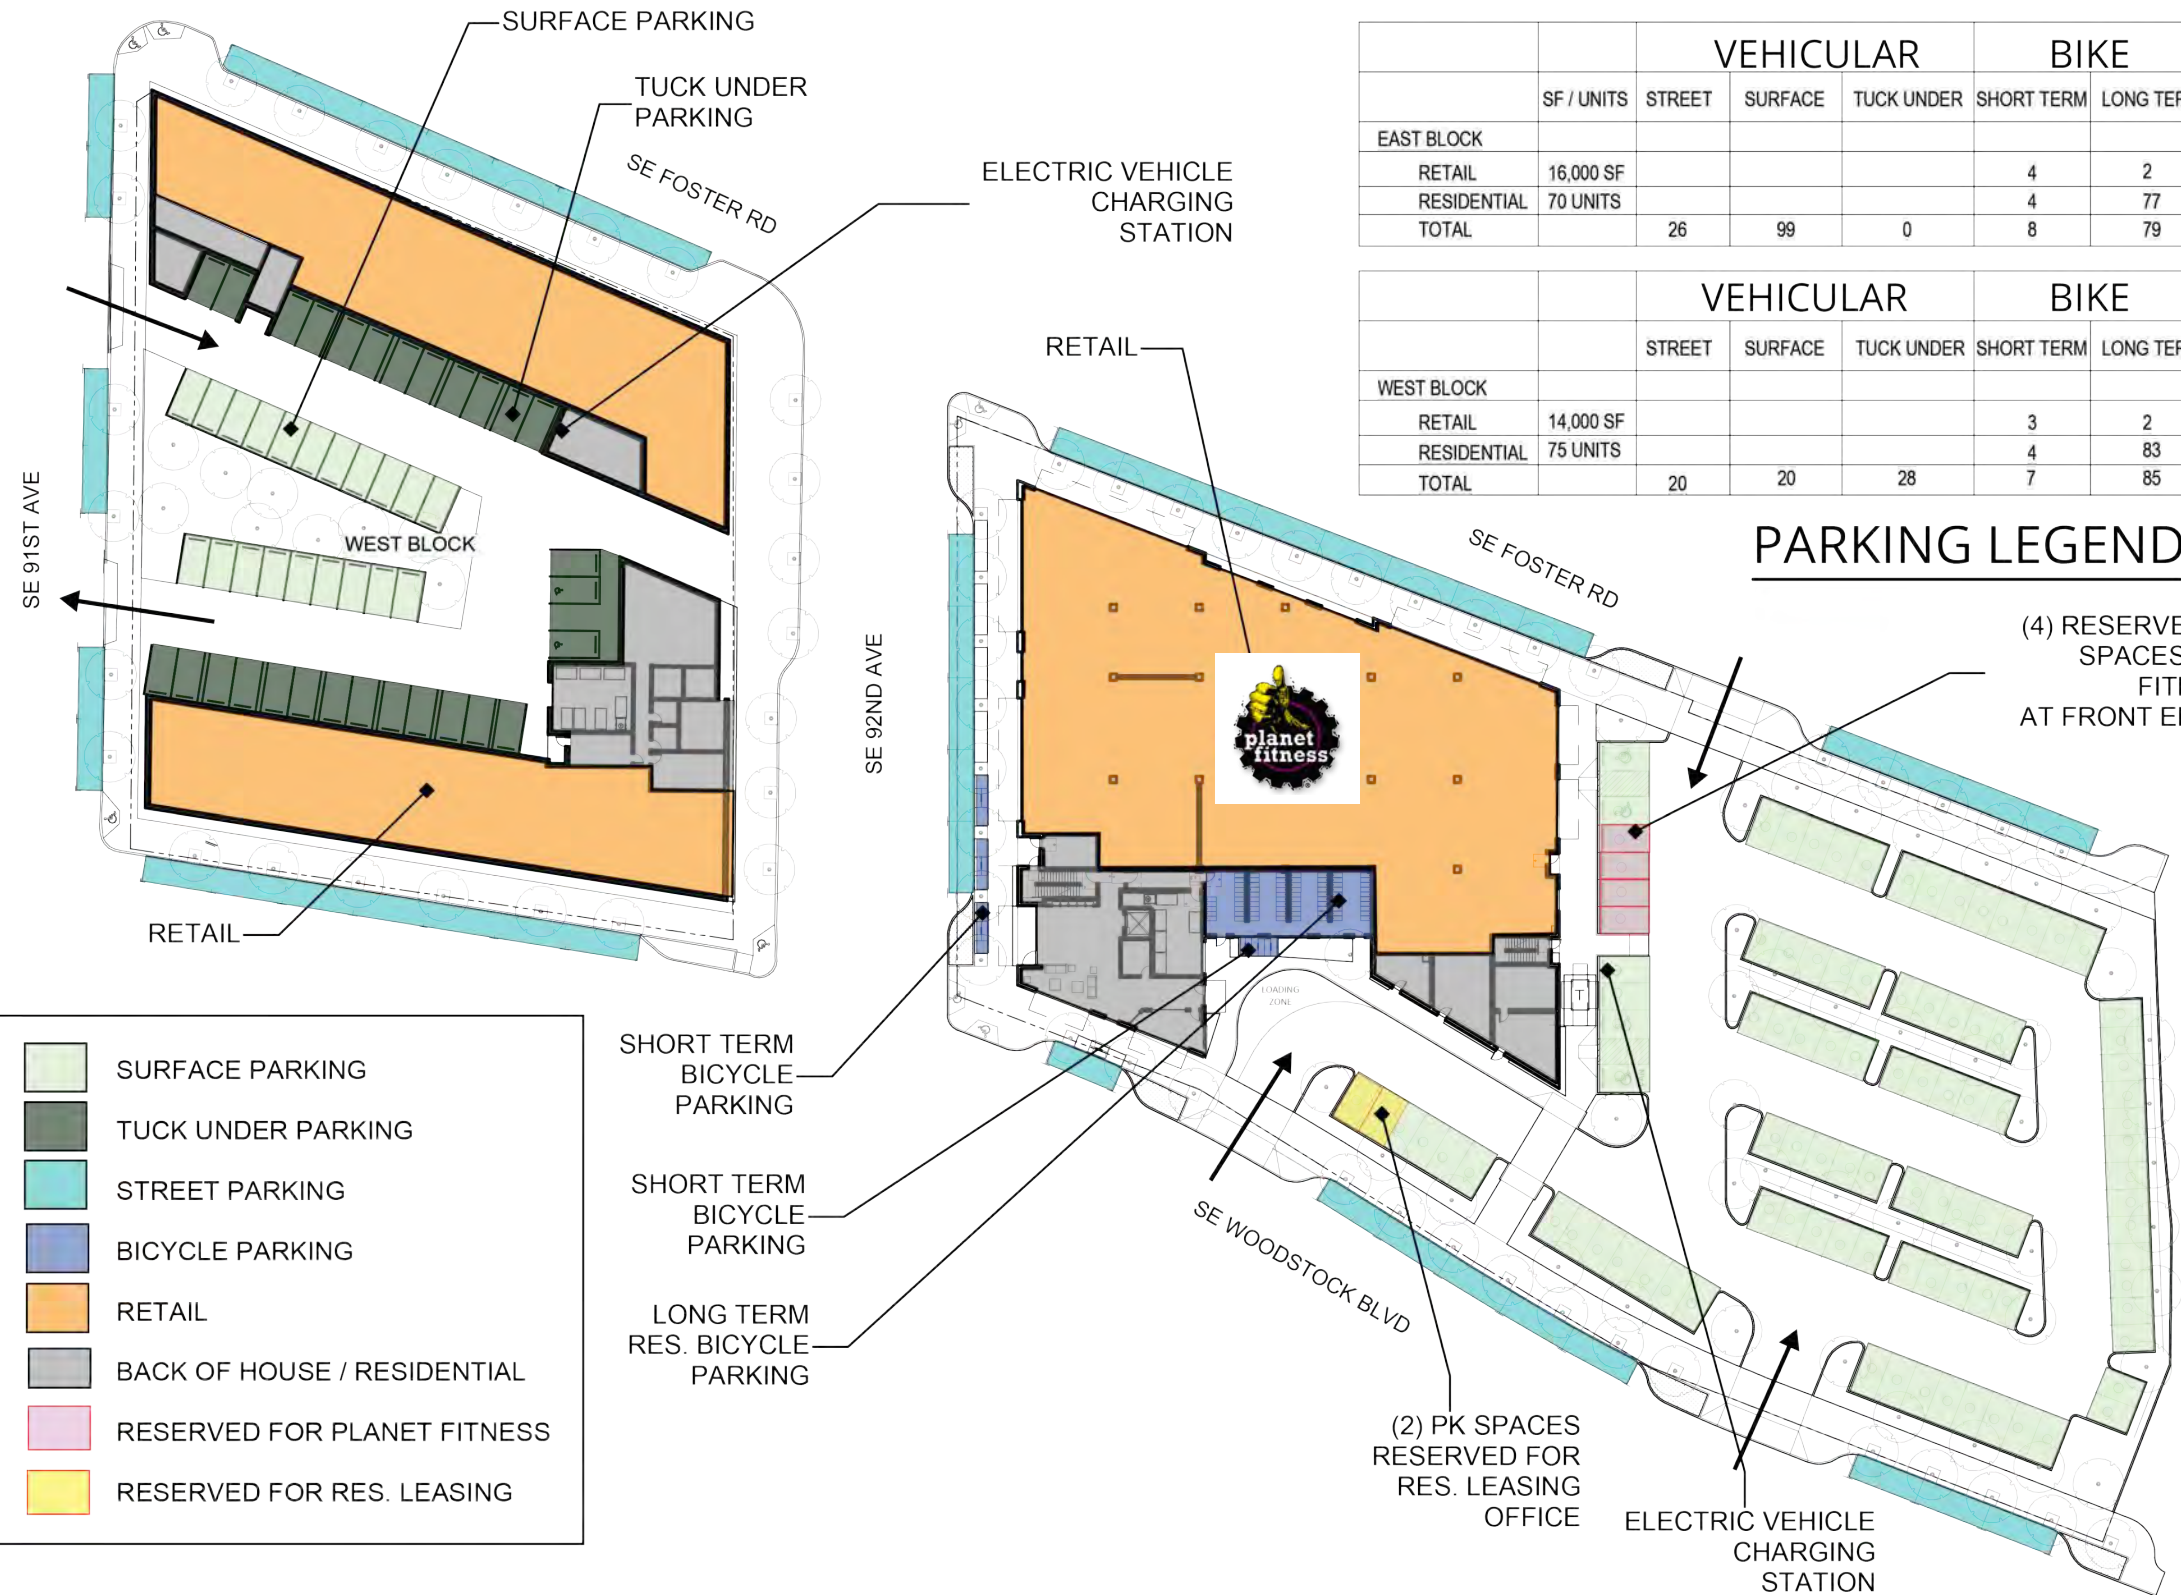 SURFACE PARKING
TUCK UNDER
PARKING
SE FOSTER RD
ELECTRIC VEHICLE
CHARGING
STATION
VEHICULAR BIKE
SF / UNITS STREET SURFACE TUCK UNDER SHORT TERM LONG TER
EAST BLOCK
RETAIL 16,000 SF 4 2
RESIDENTIAL 70 UNITS 4 77
TOTAL 26 99 0 8 79
VEHICULAR BIKE
STREET SURFACE TUCK UNDER SHORT TERM LONG TER
WEST BLOCK
RETAIL 14,000 SF 3 2
RESIDENTIAL 75 UNITS 4 83
TOTAL 20 20 28 7 85
PARKING LEGEND
RETAIL
SE 91ST AVE
WEST BLOCK
SE 92ND AVE
SE FOSTER RD
(4) RESERVE
SPACES
FIT
AT FRONT E
planet
fitness
RETAIL
LOADING
ZONE
T
SURFACE PARKING
TUCK UNDER PARKING
STREET PARKING
BICYCLE PARKING
RETAIL
BACK OF HOUSE / RESIDENTIAL
RESERVED FOR PLANET FITNESS
RESERVED FOR RES. LEASING
SHORT TERM
BICYCLE
PARKING
SHORT TERM
BICYCLE
PARKING
LONG TERM
RES. BICYCLE
PARKING
SE WOODSTOCK BLVD
(2) PK SPACES
RESERVED FOR
RES. LEASING
OFFICE
ELECTRIC VEHICLE
CHARGING
STATION